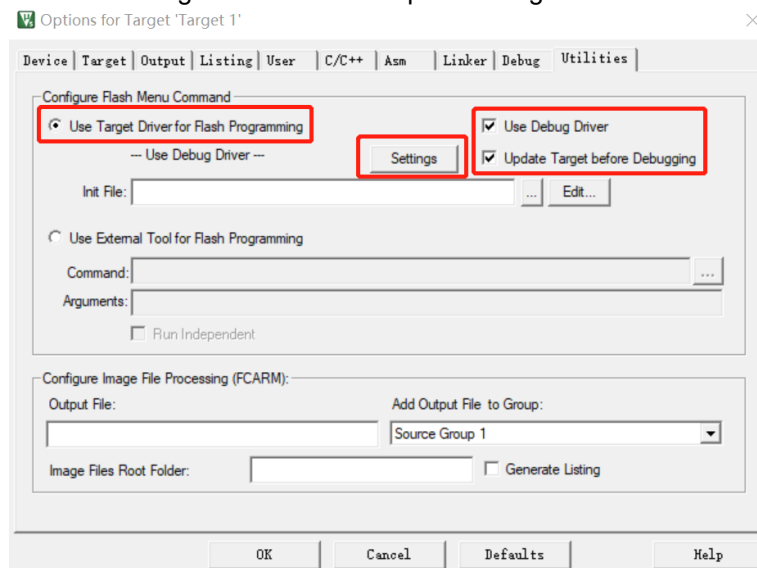 Options for Target 'Target 1'
Device Target Output Listing User C/C++ Asm Linker Debug Utilities
Configure Flash Menu Command
Use Target Driver for Flash Programming
Use Debug Driver
--- Use Debug Driver ---
Settings
Update Target before Debugging
Init File:
...
Edit...
Use External Tool for Flash Programming
Command:
...
Arguments:
Run Independent
Configure Image File Processing (FCARM):
Output File:
Add Output File to Group:
Source Group 1
Image Files Root Folder:
Generate Listing
OK Cancel Defaults Help